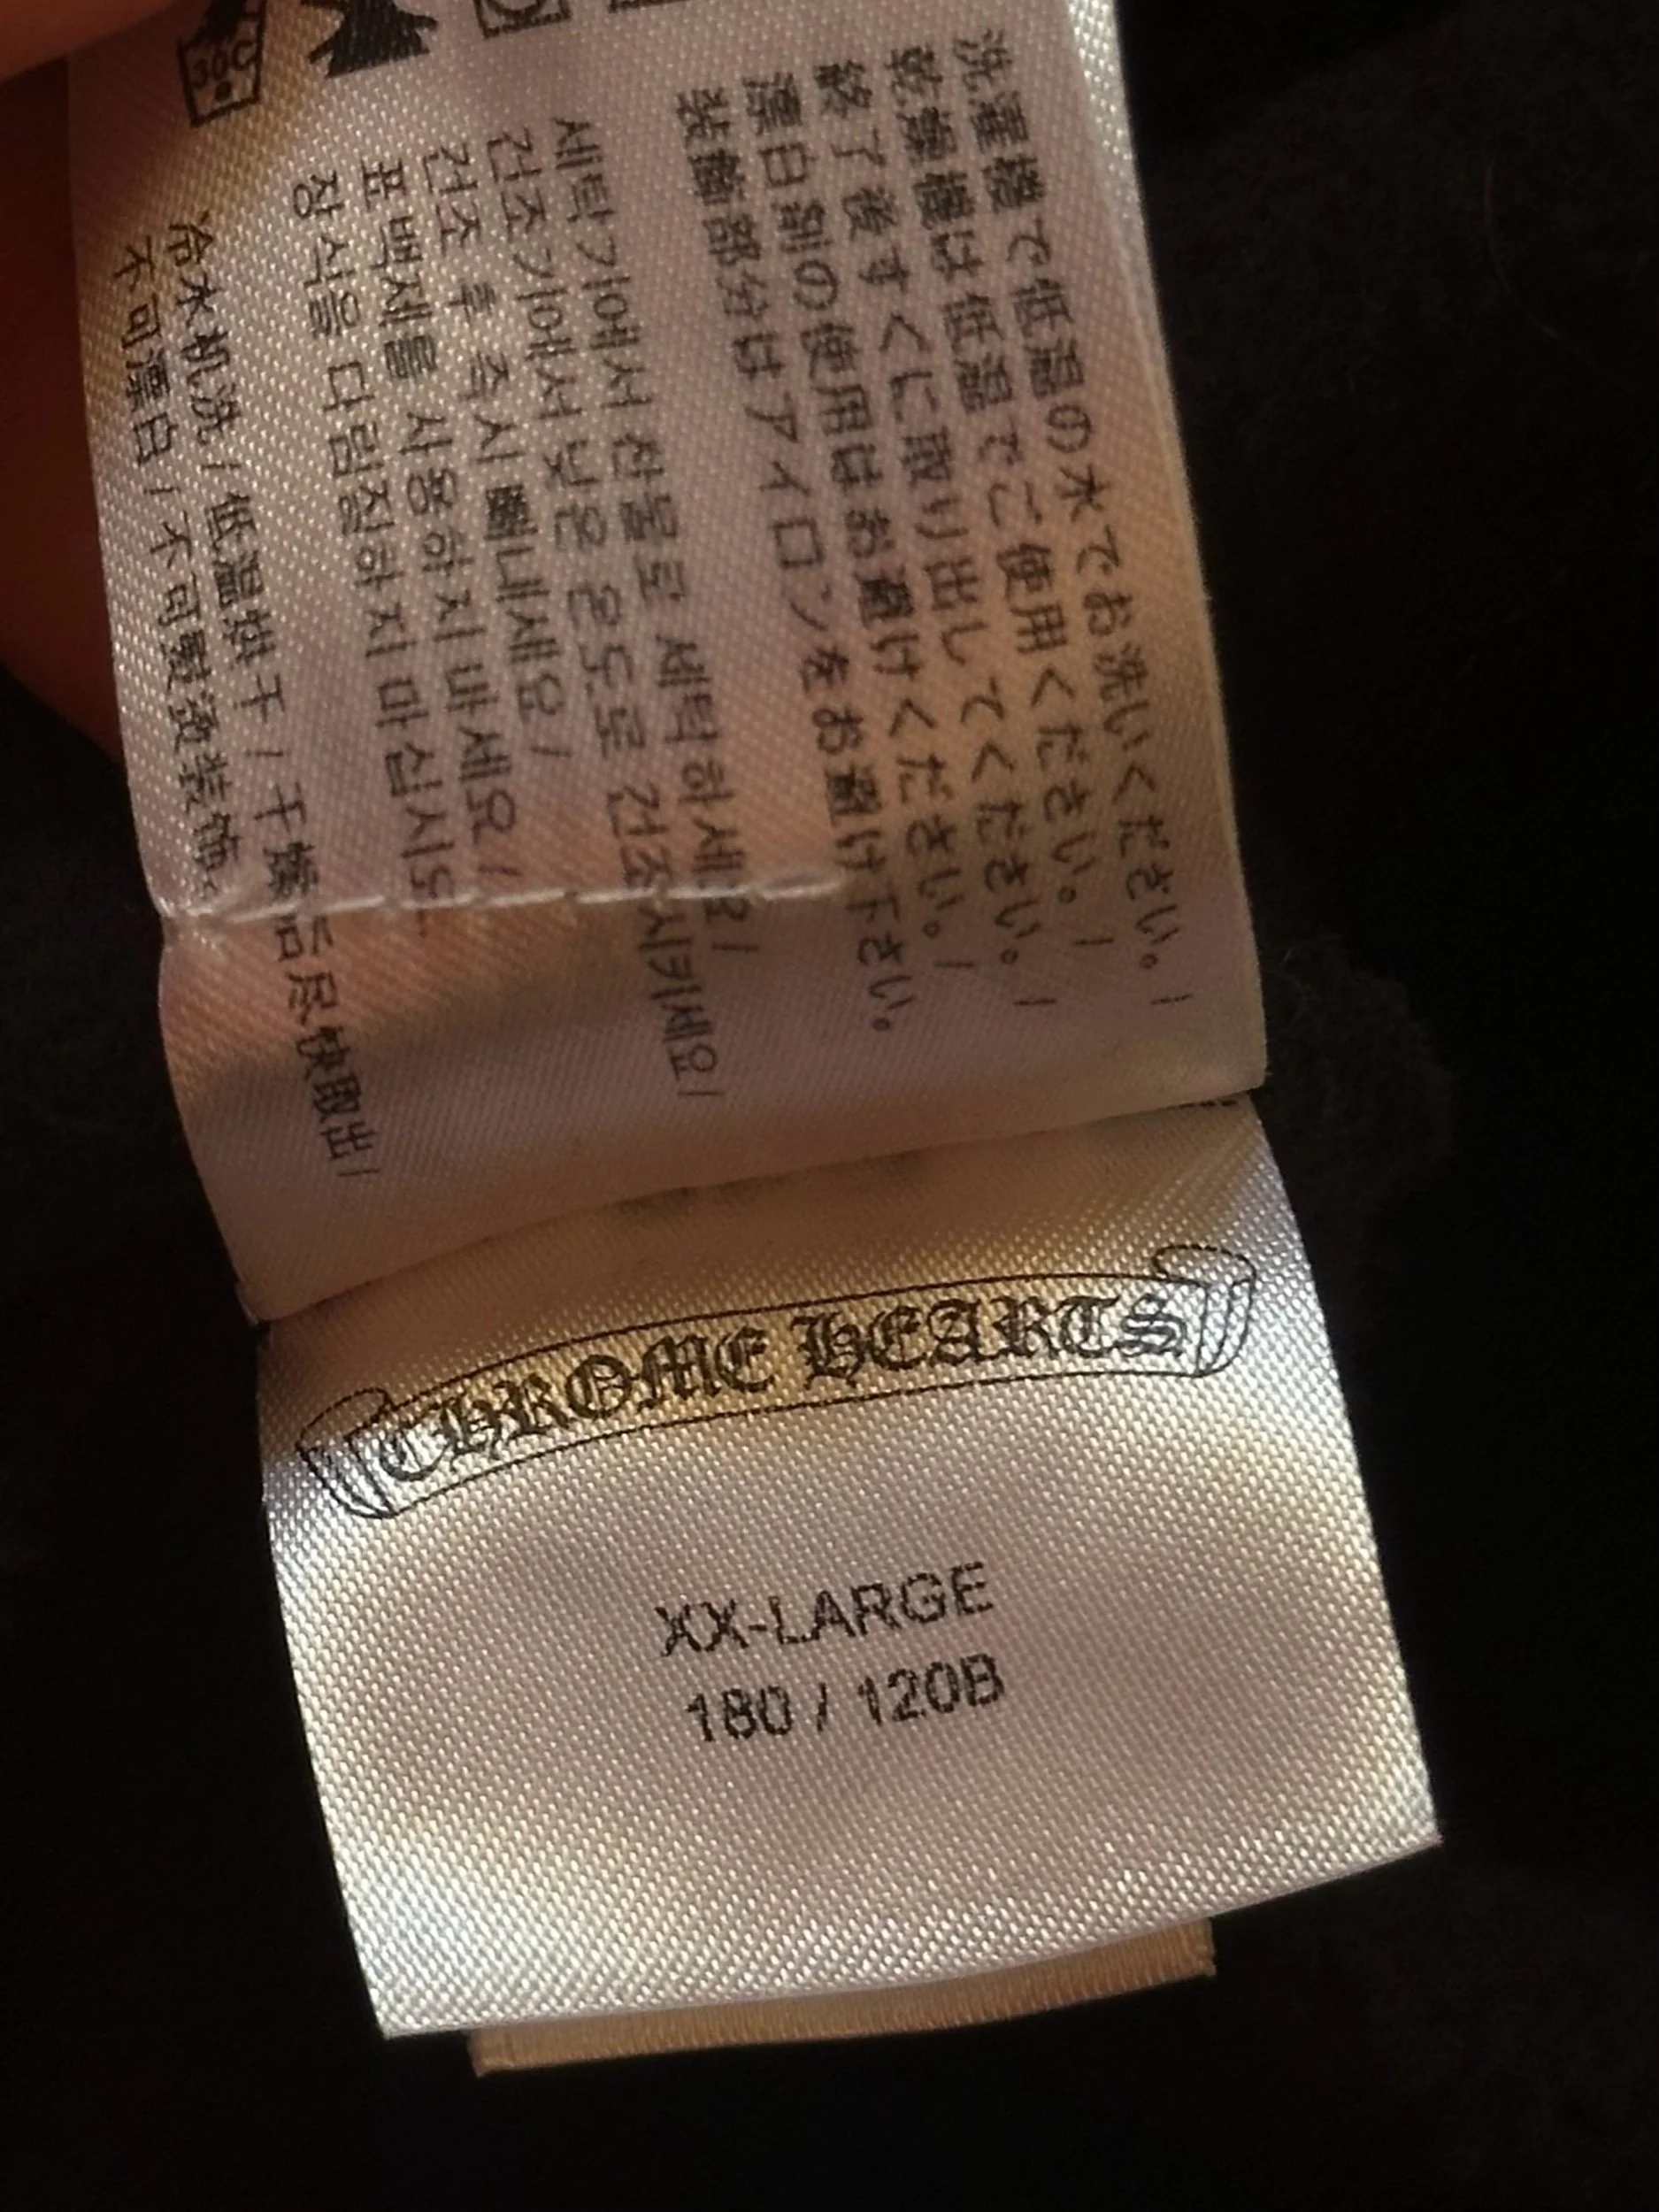 30C
洗濯機で低温の水でお洗いください。/
乾燥機は低温でご使用ください。/
終了後すぐに取り出してください。/
漂白剤の使用はお避けください。/
装飾部分はアイロンをお避け下さい。
세탁기에서 찬물로 세탁하세요/
건조기에서 낮은 온도로 건조시키세요/
건조 후 즉시 빼내세요/
표백제를 사용하지 마세요/
장식을 다림질하지 마십시오.
冷水机洗 / 低温烘干 / 干燥后尽快取出/
不可漂白 / 不可熨烫装饰。
CHROME HEARTS
XX-LARGE
180 / 120B